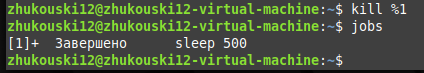 zhukouski12@zhukouski12-virtual-machine:~$ kill %1
zhukouski12@zhukouski12-virtual-machine:~$ jobs
[1]+  Завершено      sleep 500
zhukouski12@zhukouski12-virtual-machine:~$